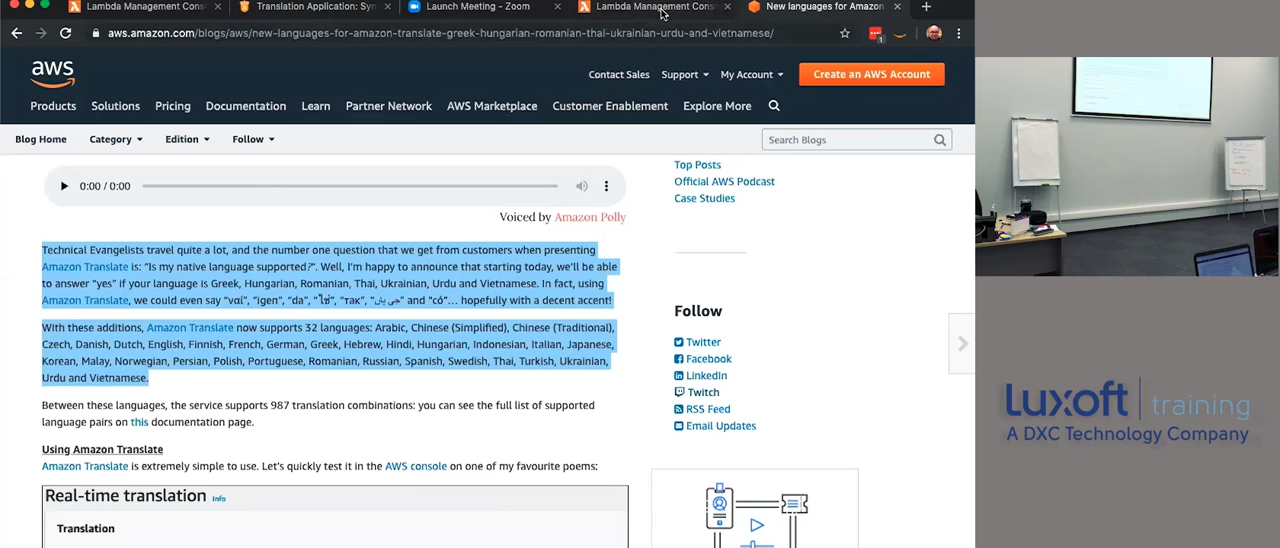 Lambda Management Cons
Translation Application: Syn
Launch Meeting - Zoom
Lambda Management Cons
New languages for Amazon
aws.amazon.com/blogs/aws/new-languages-for-amazon-translate-greek-hungarian-romanian-thai-ukrainian-urdu-and-vietnamese/
1
aws
Contact Sales
Support
My Account
Create an AWS Account
Products
Solutions
Pricing
Documentation
Learn
Partner Network
AWS Marketplace
Customer Enablement
Explore More
Blog Home
Category
Edition
Follow
Search Blogs
0:00 / 0:00
Voiced by Amazon Polly
Technical Evangelists travel quite a lot, and the number one question that we get from customers when presenting
Amazon Translate is: “Is my native language supported?“. Well, I’m happy to announce that starting today, we’ll be able
to answer “yes” if your language is Greek, Hungarian, Romanian, Thai, Ukrainian, Urdu and Vietnamese. In fact, using
Amazon Translate, we could even say “ναί”, “igen”, “da”, “ใช่”, “так”, “جی ہاں” and “có”… hopefully with a decent accent!
With these additions, Amazon Translate now supports 32 languages: Arabic, Chinese (Simplified), Chinese (Traditional),
Czech, Danish, Dutch, English, Finnish, French, German, Greek, Hebrew, Hindi, Hungarian, Indonesian, Italian, Japanese,
Korean, Malay, Norwegian, Persian, Polish, Portuguese, Romanian, Russian, Spanish, Swedish, Thai, Turkish, Ukrainian,
Urdu and Vietnamese.
Between these languages, the service supports 987 translation combinations: you can see the full list of supported
language pairs on this documentation page.
Using Amazon Translate
Amazon Translate is extremely simple to use. Let’s quickly test it in the AWS console on one of my favourite poems:
Real-time translation Info
Translation
Top Posts
Official AWS Podcast
Case Studies
Follow
Twitter
Facebook
LinkedIn
Twitch
RSS Feed
Email Updates
Luxoft training
A DXC Technology Company